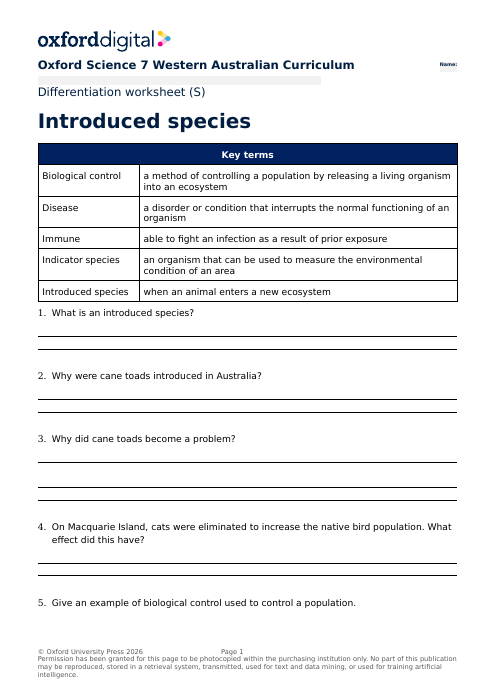 oxforddigital
Oxford Science 7 Western Australian Curriculum
Name:
Differentiation worksheet (S)
Introduced species
Key terms
Biological control
a method of controlling a population by releasing a living organism
into an ecosystem
Disease
a disorder or condition that interrupts the normal functioning of an
organism
Immune
able to fight an infection as a result of prior exposure
Indicator species
an organism that can be used to measure the environmental
condition of an area
Introduced species
when an animal enters a new ecosystem
1. What is an introduced species?
2. Why were cane toads introduced in Australia?
3. Why did cane toads become a problem?
4. On Macquarie Island, cats were eliminated to increase the native bird population. What
effect did this have?
5. Give an example of biological control used to control a population.
© Oxford University Press 2026 Page 1
Permission has been granted for this page to be photocopied within the purchasing institution only. No part of this publication
may be reproduced, stored in a retrieval system, transmitted, used for text and data mining, or used for training artificial
intelligence.